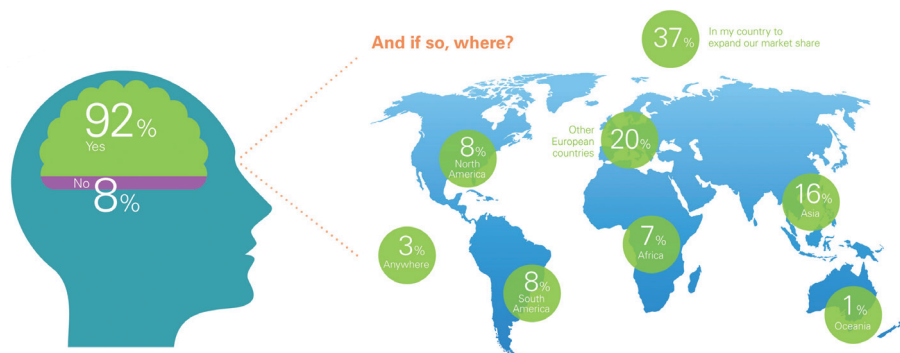 92%
Yes
No
8%
And if so, where?
37%
In my country to
expand our market share
8%
North
America
Other
European
countries
20%
16%
Asia
3%
Anywhere
7%
Africa
8%
South
America
1%
Oceania